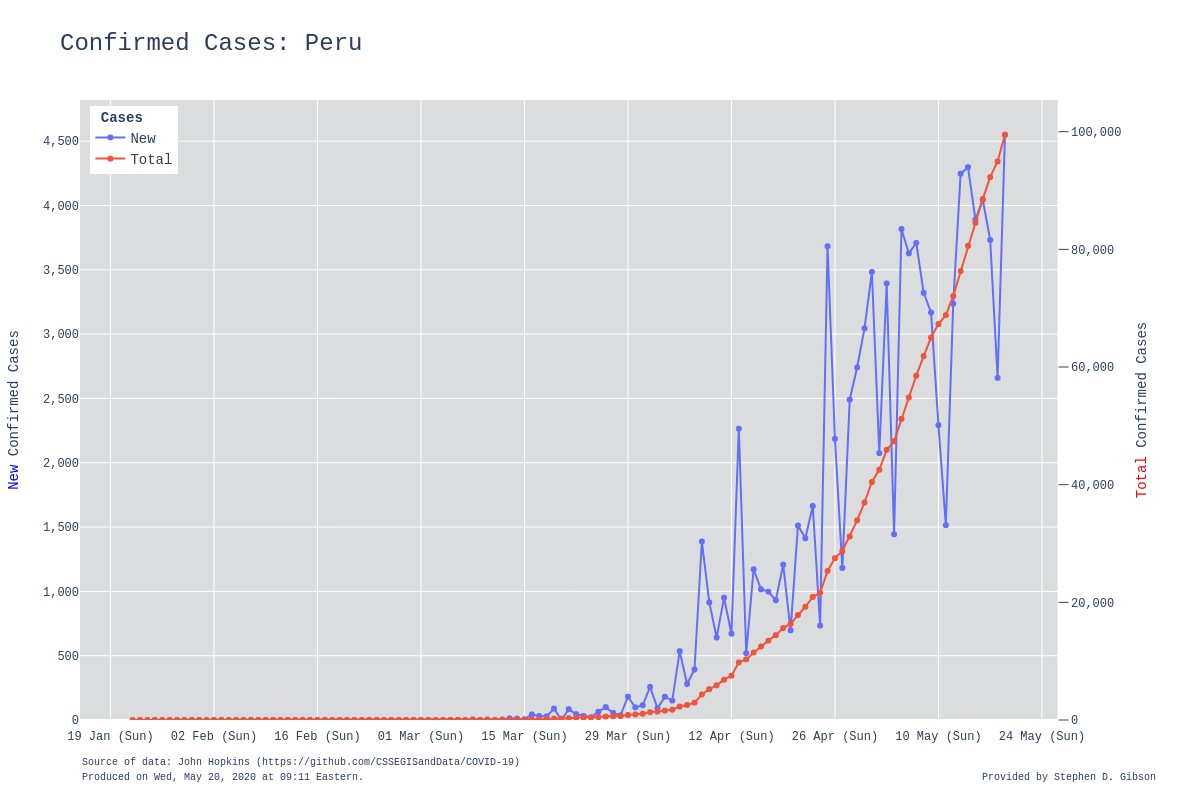 Confirmed Cases: Peru
Cases
New
Total
4,500
4,000
3,500
3,000
2,500
2,000
1,500
1,000
500
0
New Confirmed Cases
100,000
80,000
60,000
40,000
20,000
0
Total Confirmed Cases
19 Jan (Sun) 02 Feb (Sun) 16 Feb (Sun) 01 Mar (Sun) 15 Mar (Sun) 29 Mar (Sun) 12 Apr (Sun) 26 Apr (Sun) 10 May (Sun) 24 May (Sun)
Source of data: John Hopkins (https://github.com/CSSEGISandData/COVID-19)
Produced on Wed, May 20, 2020 at 09:11 Eastern.
Provided by Stephen D. Gibson